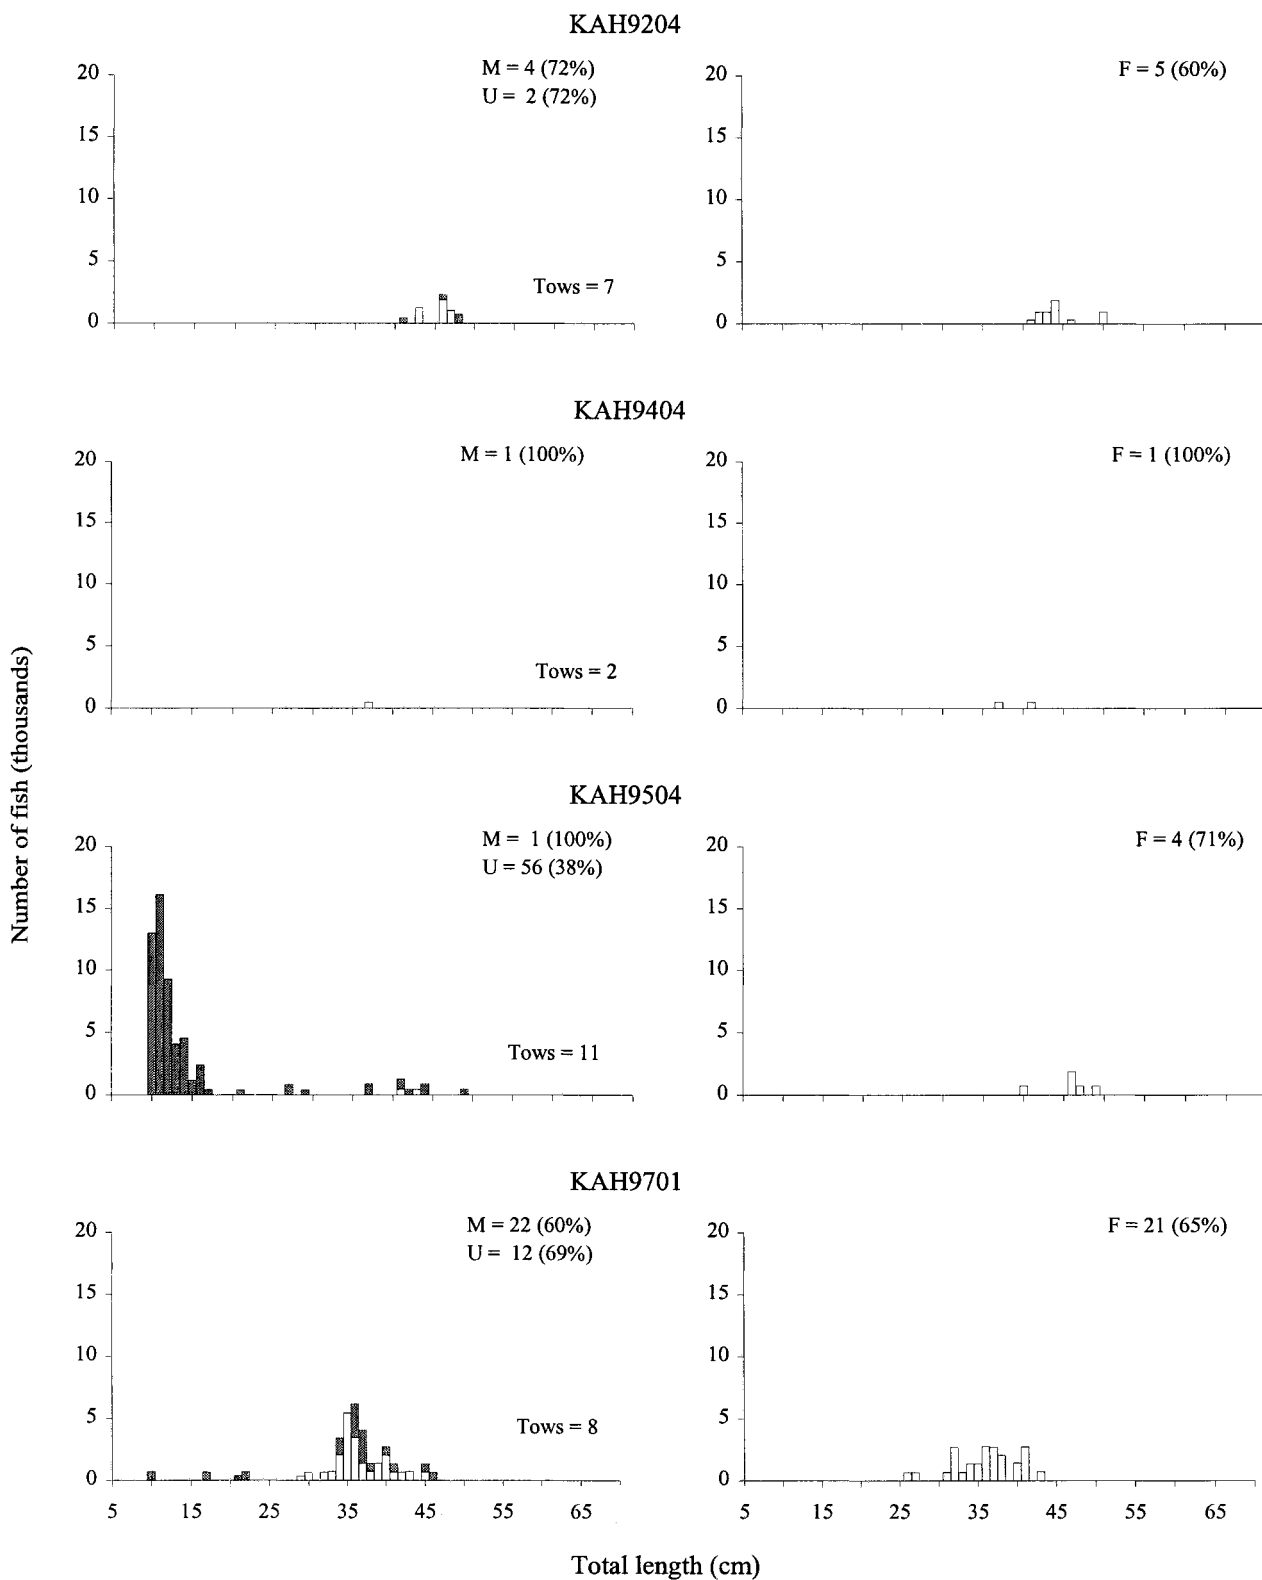 KAH9204
20
M = 4 (72%)
U = 2 (72%)
15
10
5
Tows = 7
0
20
F = 5 (60%)
15
10
5
0
KAH9404
20
M = 1 (100%)
15
10
5
Tows = 2
0
20
F = 1 (100%)
15
10
5
0
Number of fish (thousands)
KAH9504
20
M = 1 (100%)
U = 56 (38%)
15
10
5
Tows = 11
0
20
F = 4 (71%)
15
10
5
0
KAH9701
20
M = 22 (60%)
U = 12 (69%)
15
10
5
Tows = 8
0
5 15 25 35 45 55 65
20
F = 21 (65%)
15
10
5
0
5 15 25 35 45 55 65
Total length (cm)